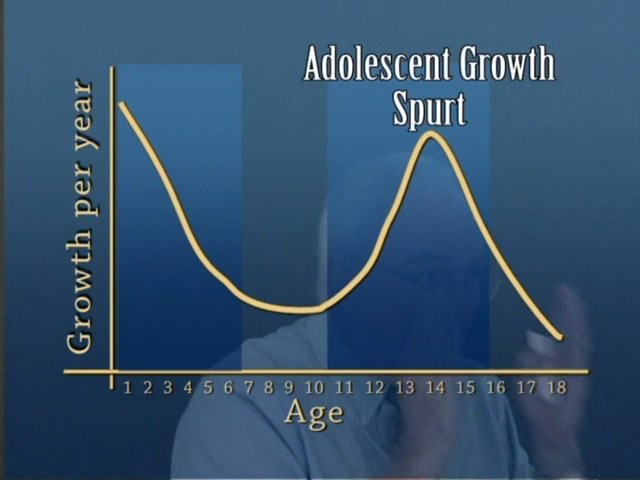 Adolescent Growth
Spurt
Growth per year
1 2 3 4 5 6 7 8 9 10 11 12 13 14 15 16 17 18
Age